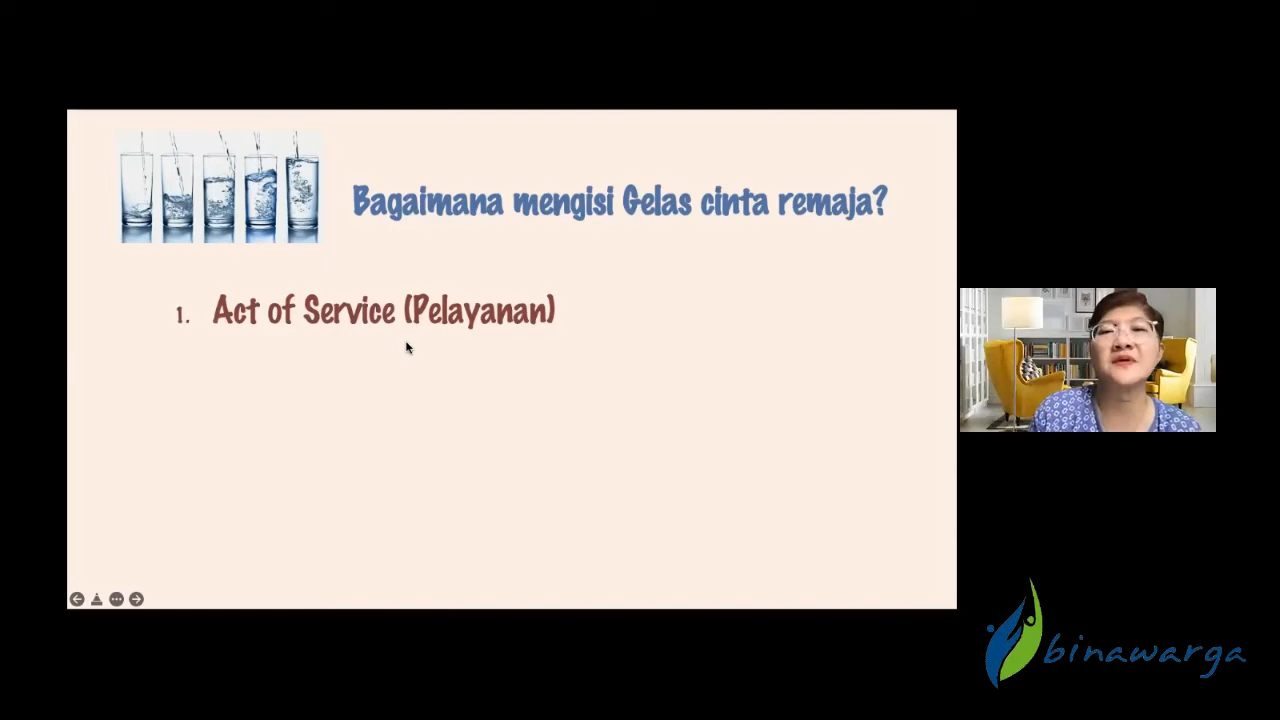 Bagaimana mengisi Gelas cinta remaja?
1. Act of Service (Pelayanan)
binawarga